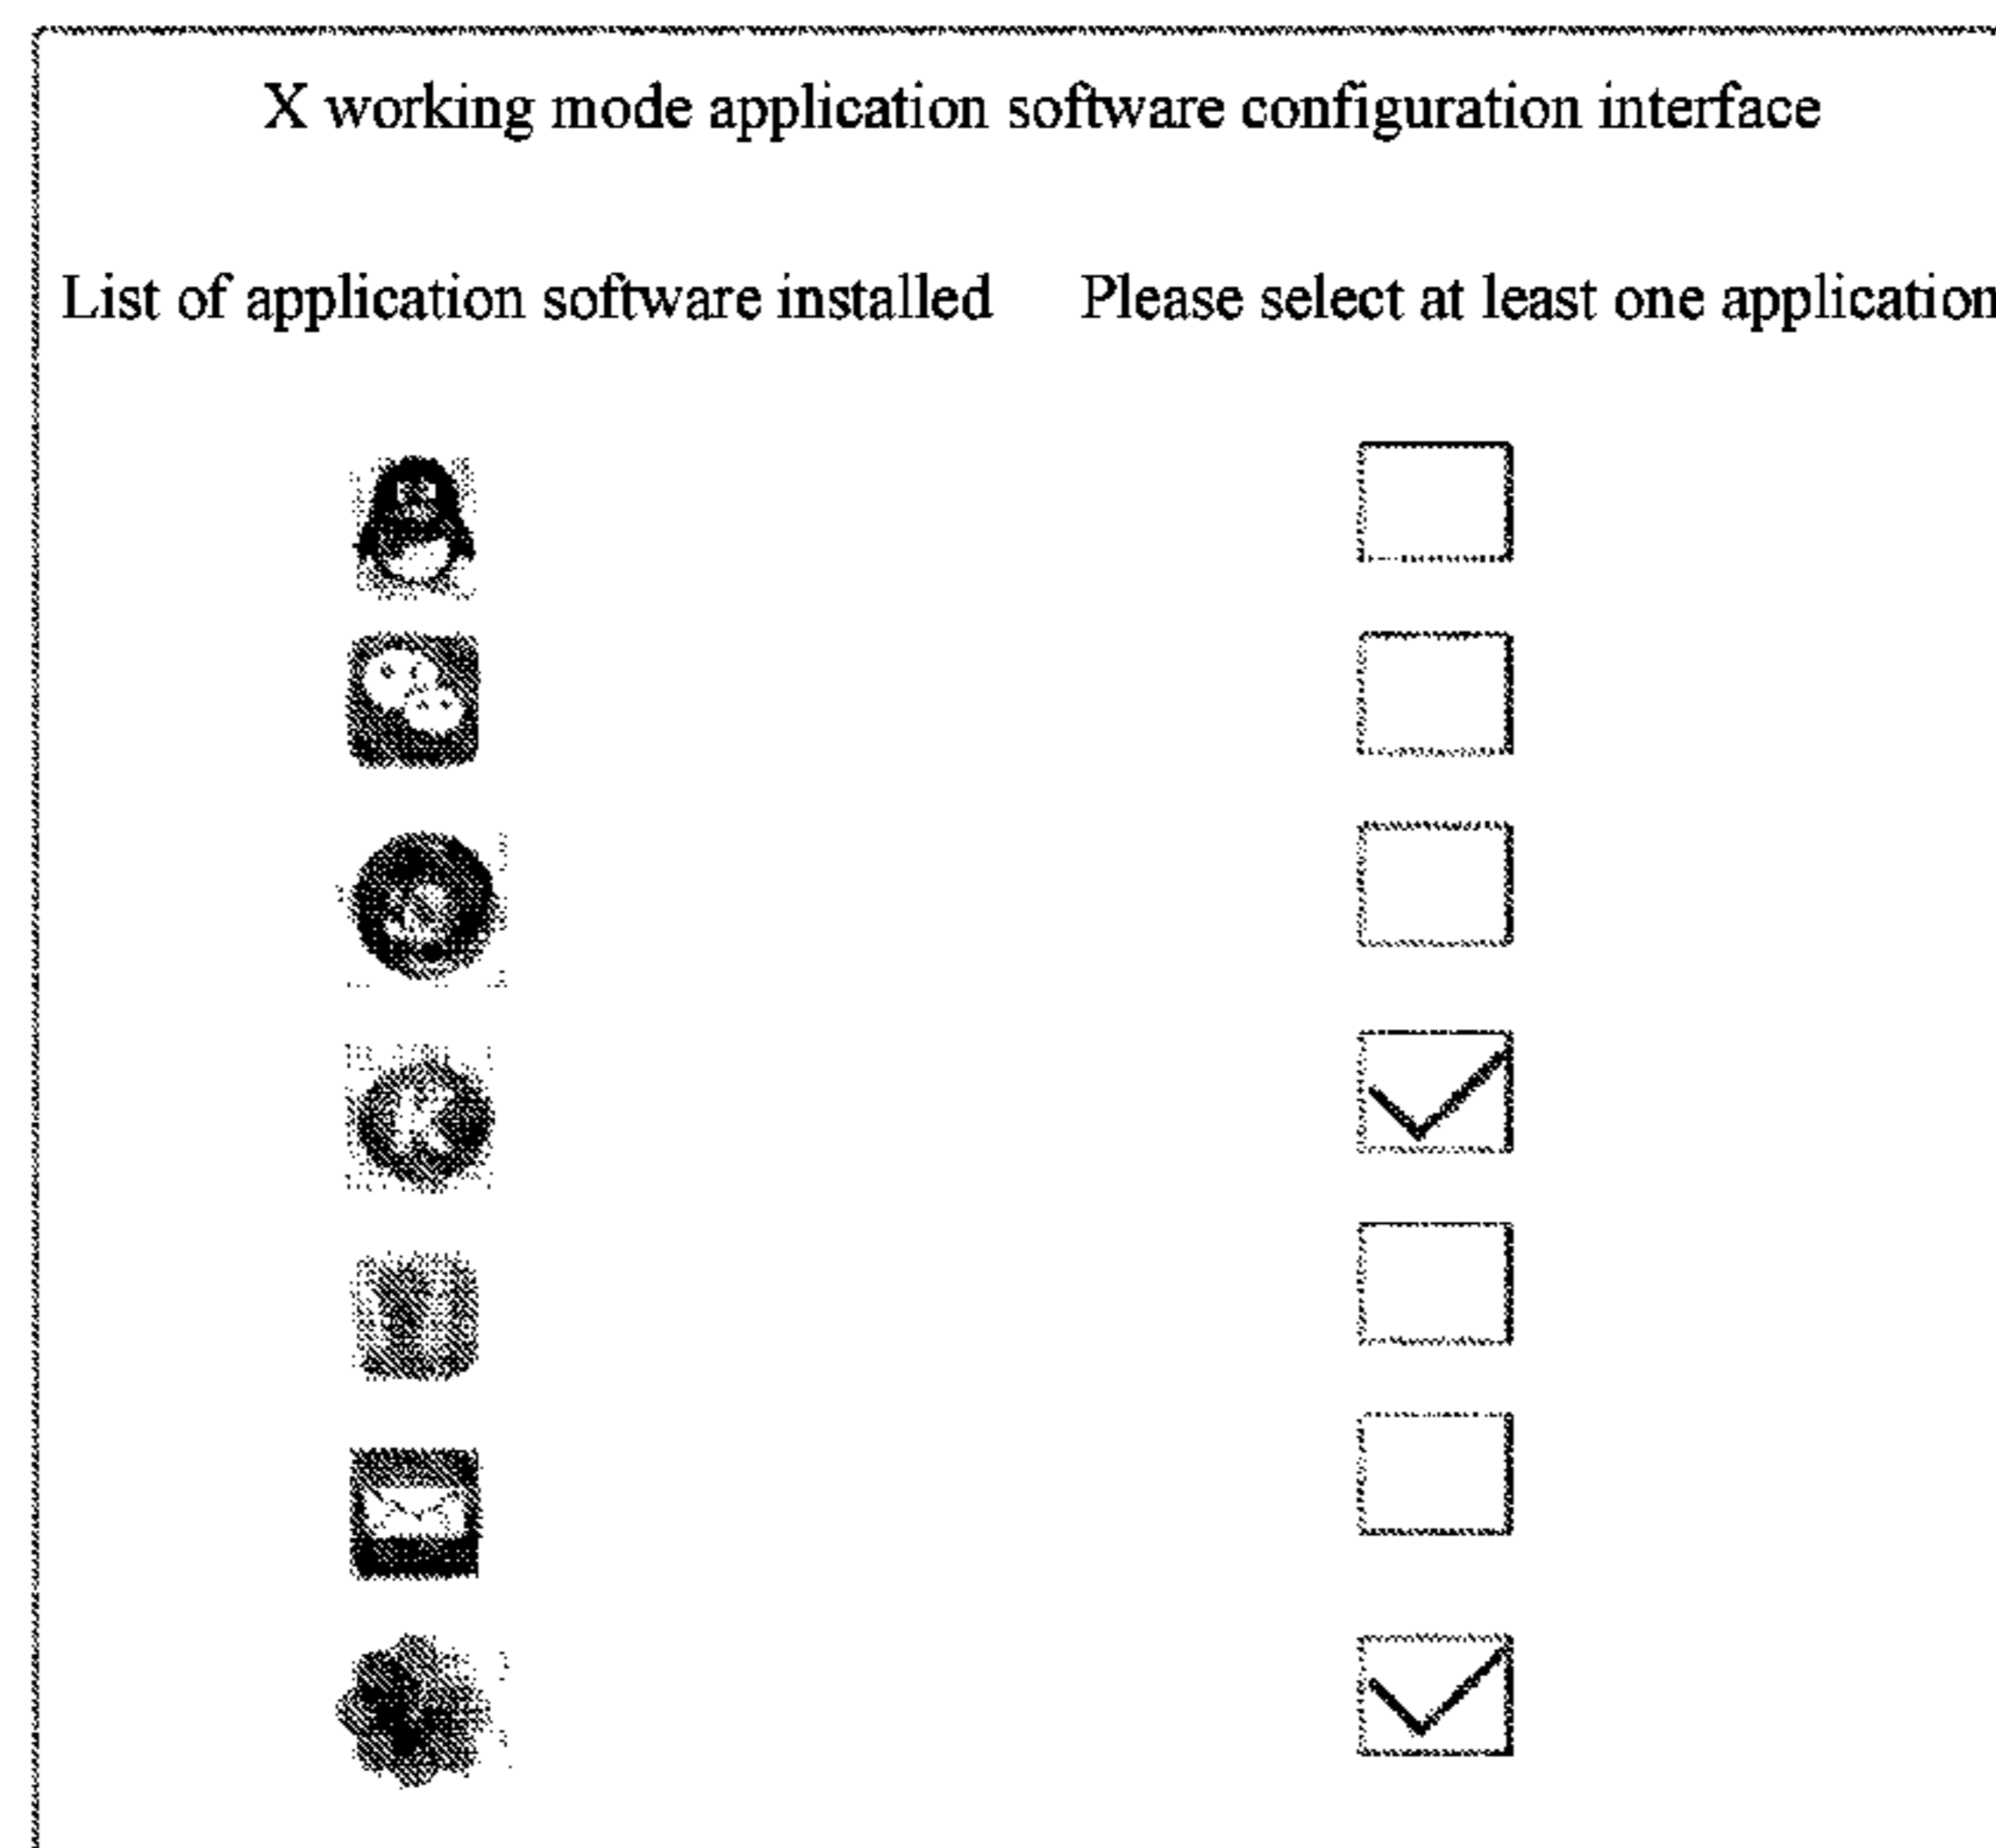 X working mode application software configuration interface
List of application software installed
Please select at least one application